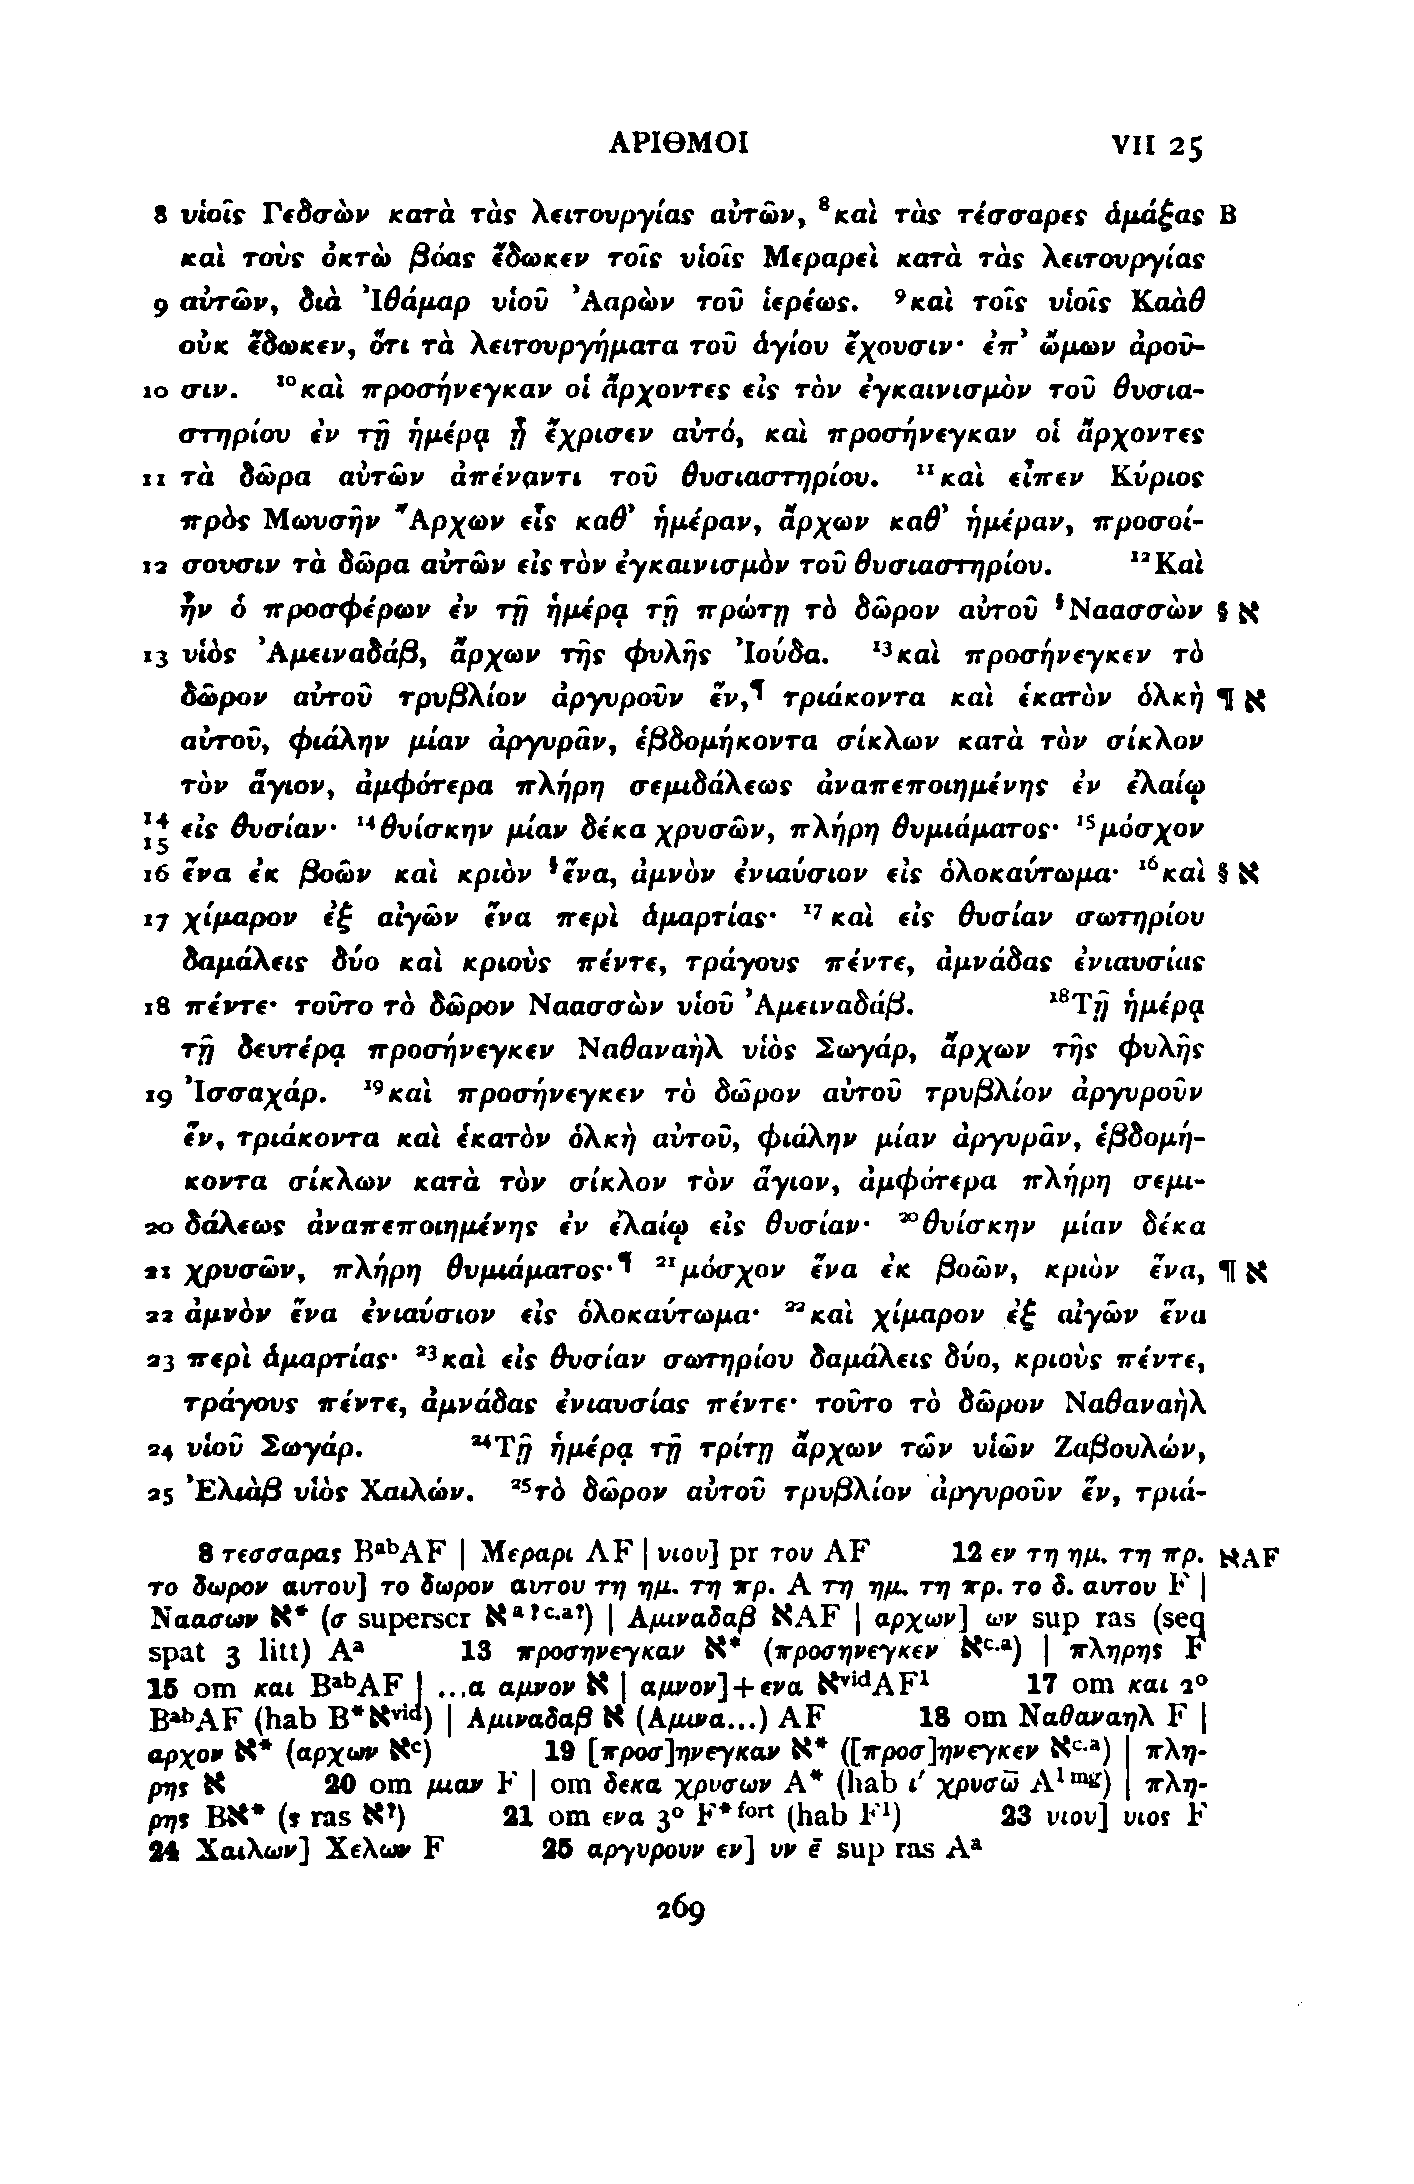 ΑΡΙΘΜΟΙ VII 25
8 υἱοῖς Γεδσὼν κατὰ τὰς λειτουργίας αὐτῶν, ⁸καὶ τὰς τέσσαρες ἁμάξας B
καὶ τοὺς ὀκτὼ βόας ἔδωκεν τοῖς υἱοῖς Μεραρεὶ κατὰ τὰς λειτουργίας
9 αὐτῶν, διὰ Ἰθάμαρ υἱοῦ Ἀαρὼν τοῦ ἱερέως. ⁹καὶ τοῖς υἱοῖς Καὰθ
οὐκ ἔδωκεν, ὅτι τὰ λειτουργήματα τοῦ ἁγίου ἔχουσιν· ἐπ’ ὤμων ἀροῦ-
10 σιν. ¹⁰καὶ προσήνεγκαν οἱ ἄρχοντες εἰς τὸν ἐγκαινισμὸν τοῦ θυσια-
στηρίου ἐν τῇ ἡμέρᾳ ᾗ ἔχρισεν αὐτό, καὶ προσήνεγκαν οἱ ἄρχοντες
11 τὰ δῶρα αὐτῶν ἀπέναντι τοῦ θυσιαστηρίου. ¹¹καὶ εἶπεν Κύριος
πρὸς Μωυσῆν Ἄρχων εἷς καθ’ ἡμέραν, ἄρχων καθ’ ἡμέραν, προσοί-
12 σουσιν τὰ δῶρα αὐτῶν εἰς τὸν ἐγκαινισμὸν τοῦ θυσιαστηρίου. ¹²Καὶ
ἦν ὁ προσφέρων ἐν τῇ ἡμέρᾳ τῇ πρώτῃ τὸ δῶρον αὐτοῦ §Ναασσὼν § א
13 υἱὸς Ἀμειναδάβ, ἄρχων τῆς φυλῆς Ἰούδα. ¹³καὶ προσήνεγκεν τὸ
δῶρον αὐτοῦ τρυβλίον ἀργυροῦν ἕν,¶ τριάκοντα καὶ ἑκατὸν ὁλκὴ ¶ א
αὐτοῦ, φιάλην μίαν ἀργυρᾶν, ἑβδομήκοντα σίκλων κατὰ τὸν σίκλον
τὸν ἅγιον, ἀμφότερα πλήρη σεμιδάλεως ἀναπεποιημένης ἐν ἐλαίῳ
14 15 εἰς θυσίαν· ¹⁴θυίσκην μίαν δέκα χρυσῶν, πλήρη θυμιάματος· ¹⁵μόσχον
16 ἕνα ἐκ βοῶν καὶ κριὸν §ἕνα, ἀμνὸν ἐνιαύσιον εἰς ὁλοκαύτωμα· ¹⁶καὶ § א
17 χίμαρον ἐξ αἰγῶν ἕνα περὶ ἁμαρτίας· ¹⁷καὶ εἰς θυσίαν σωτηρίου
δαμάλεις δύο καὶ κριοὺς πέντε, τράγους πέντε, ἀμνάδας ἐνιαυσίας
18 πέντε· τοῦτο τὸ δῶρον Ναασσὼν υἱοῦ Ἀμειναδάβ. ¹⁸Τῇ ἡμέρᾳ
τῇ δευτέρᾳ προσήνεγκεν Ναθαναὴλ υἱὸς Σωγάρ, ἄρχων τῆς φυλῆς
19 Ἰσσαχάρ. ¹⁹καὶ προσήνεγκεν τὸ δῶρον αὐτοῦ τρυβλίον ἀργυροῦν
ἕν, τριάκοντα καὶ ἑκατὸν ὁλκὴ αὐτοῦ, φιάλην μίαν ἀργυρᾶν, ἑβδομή-
κοντα σίκλων κατὰ τὸν σίκλον τὸν ἅγιον, ἀμφότερα πλήρη σεμι-
20 δάλεως ἀναπεποιημένης ἐν ἐλαίῳ εἰς θυσίαν· ²⁰θυίσκην μίαν δέκα
21 χρυσῶν, πλήρη θυμιάματος·¶ ²¹μόσχον ἕνα ἐκ βοῶν, κριὸν ἕνα, ¶ א
22 ἀμνὸν ἕνα ἐνιαύσιον εἰς ὁλοκαύτωμα· ²²καὶ χίμαρον ἐξ αἰγῶν ἕνα
23 περὶ ἁμαρτίας· ²³καὶ εἰς θυσίαν σωτηρίου δαμάλεις δύο, κριοὺς πέντε,
τράγους πέντε, ἀμνάδας ἐνιαυσίας πέντε· τοῦτο τὸ δῶρον Ναθαναὴλ
24 υἱοῦ Σωγάρ. ²⁴Τῇ ἡμέρᾳ τῇ τρίτῃ ἄρχων τῶν υἱῶν Ζαβουλών,
25 Ἐλιὰβ υἱὸς Χαιλών. ²⁵τὸ δῶρον αὐτοῦ τρυβλίον ἀργυροῦν ἕν, τριά-
8 τεσσαρας BᵃᵇAF | Μεραρι AF | υιου] pr του AF 12 εν τη ημ. τη πρ. אAF
το δωρον αυτου] το δωρον αυτου τη ημ. τη πρ. A τη ημ. τη πρ. το δ. αυτου F |
Ναασων א* (σ superscr אᵃ ? ᶜ·ᵃ ?) | Αμιναδαβ אAF | αρχων] ων sup ras (seq
spat 3 litt) Aᵃ 13 προσηνεγκαν א* (προσηνεγκεν אᶜ·ᵃ) | πληρης F
15 om και BᵃᵇAF | ...α αμνον א | αμνον]+ενα אᵛⁱᵈAF¹ 17 om και 2°
BᵃᵇAF (hab B*אᵛⁱᵈ) | Αμιναδαβ א (Αμινα...) AF 18 om Ναθαναηλ F |
αρχον א* (αρχων אᶜ) 19 [προσ]ηνεγκαν א* ([προσ]ηνεγκεν אᶜ·ᵃ) | πλη-
ρης א 20 om μιαν F | om δεκα χρυσων A* (hab ι′ χρυσω̄ A¹ᵐᵍ) | πλη-
ρης Bא* (ς ras א?) 21 om ενα 3° F*ᶠᵒʳᵗ (hab F¹) 23 υιου] υιος F
24 Χαιλων] Χελων F 25 αργυρουν εν] υν ε̄ sup ras Aᵃ
269